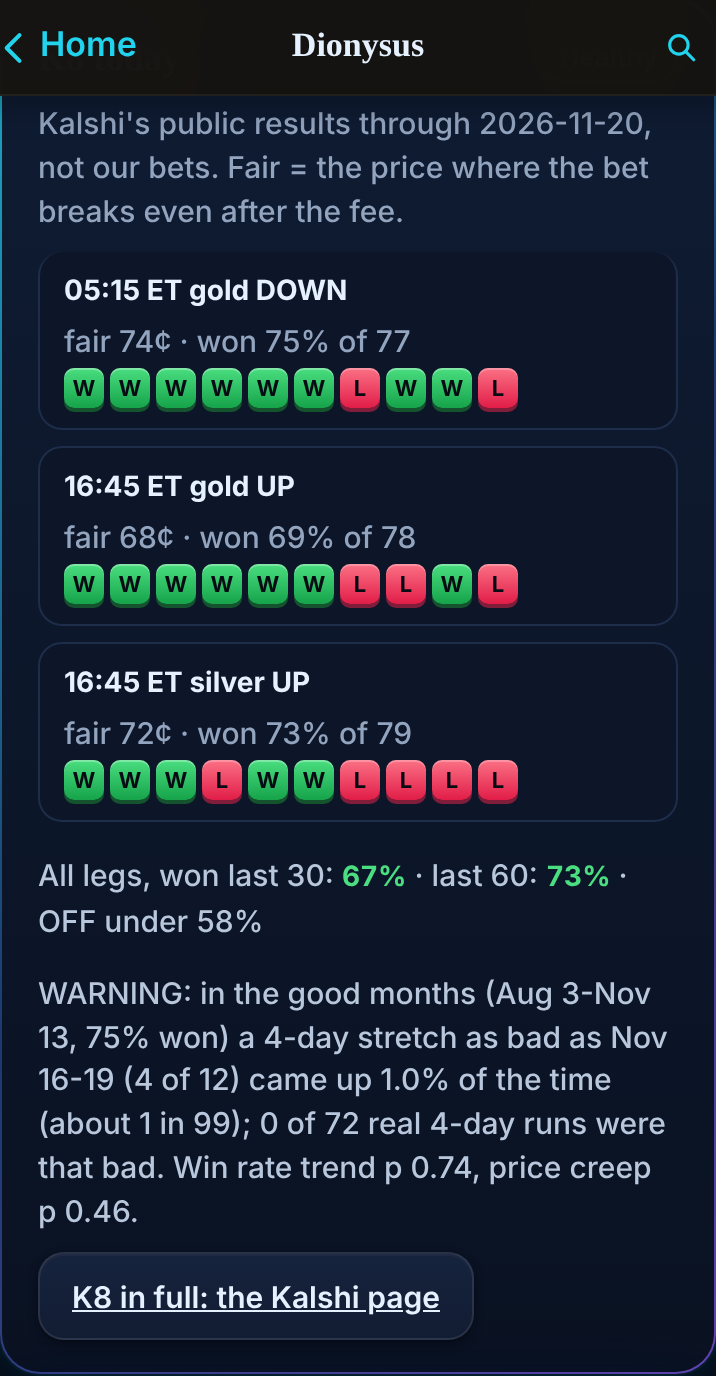 Home
Dionysus
Kalshi's public results through 2026-11-20,
not our bets. Fair = the price where the bet
breaks even after the fee.
05:15 ET gold DOWN
fair 74¢ · won 75% of 77
W W W W W W L W W L
16:45 ET gold UP
fair 68¢ · won 69% of 78
W W W W W W L L W L
16:45 ET silver UP
fair 72¢ · won 73% of 79
W W W L W W L L L L
All legs, won last 30: 67% · last 60: 73% ·
OFF under 58%
WARNING: in the good months (Aug 3-Nov
13, 75% won) a 4-day stretch as bad as Nov
16-19 (4 of 12) came up 1.0% of the time
(about 1 in 99); 0 of 72 real 4-day runs were
that bad. Win rate trend p 0.74, price creep
p 0.46.
K8 in full: the Kalshi page